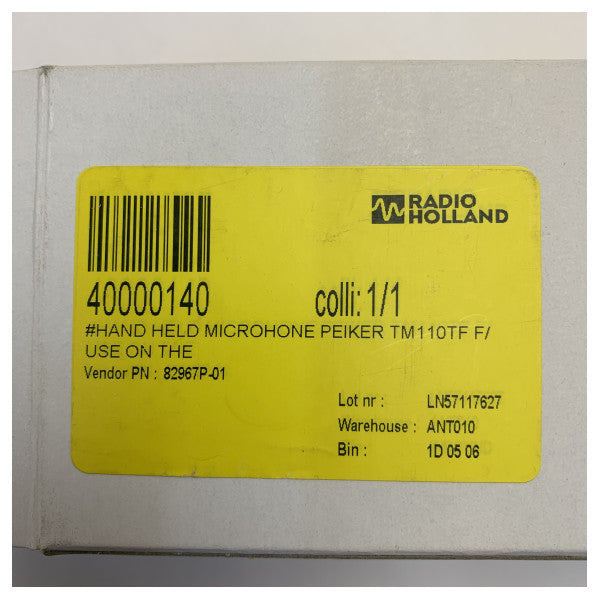 RADIO
HOLLAND
40000140 colli: 1/1
#HAND HELD MICROHONE PEIKER TM110TF F/
USE ON THE
Vendor PN : 82967P-01
Lot nr : LN57117627
Warehouse : ANT010
Bin : 1D 05 06